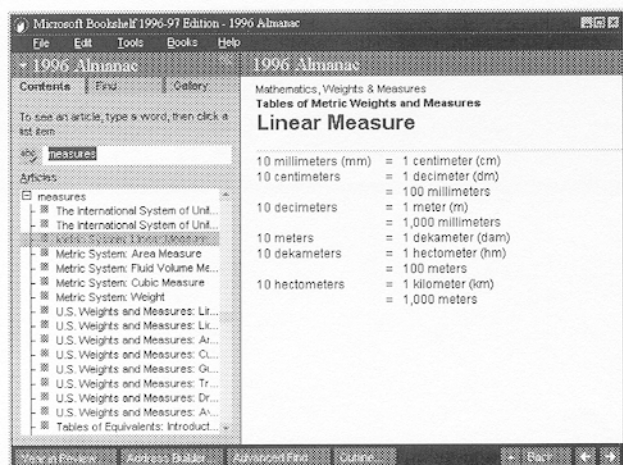 Microsoft Bookshelf 1996-97 Edition - 1996 Almanac
File Edit Tools Books Help
1996 Almanac
Contents Find Gallery
To see an article, type a word, then click a
list item
abc measures
Articles
measures
The International System of Unit...
The International System of Unit...
Metric System: Linear Measure
Metric System: Area Measure
Metric System: Fluid Volume Me...
Metric System: Cubic Measure
Metric System: Weight
U.S. Weights and Measures: Lin...
U.S. Weights and Measures: Lic...
U.S. Weights and Measures: Ar...
U.S. Weights and Measures: Cu...
U.S. Weights and Measures: Gu...
U.S. Weights and Measures: Tr...
U.S. Weights and Measures: Dr...
U.S. Weights and Measures: Av...
Tables of Equivalents: Introduct...
1996 Almanac
Mathematics, Weights & Measures
Tables of Metric Weights and Measures
Linear Measure
10 millimeters (mm) = 1 centimeter (cm)
10 centimeters = 1 decimeter (dm)
= 100 millimeters
10 decimeters = 1 meter (m)
= 1,000 millimeters
10 meters = 1 dekameter (dam)
10 dekameters = 1 hectometer (hm)
= 100 meters
10 hectometers = 1 kilometer (km)
= 1,000 meters
Year in Review Address Builder Advanced Find Outline Back